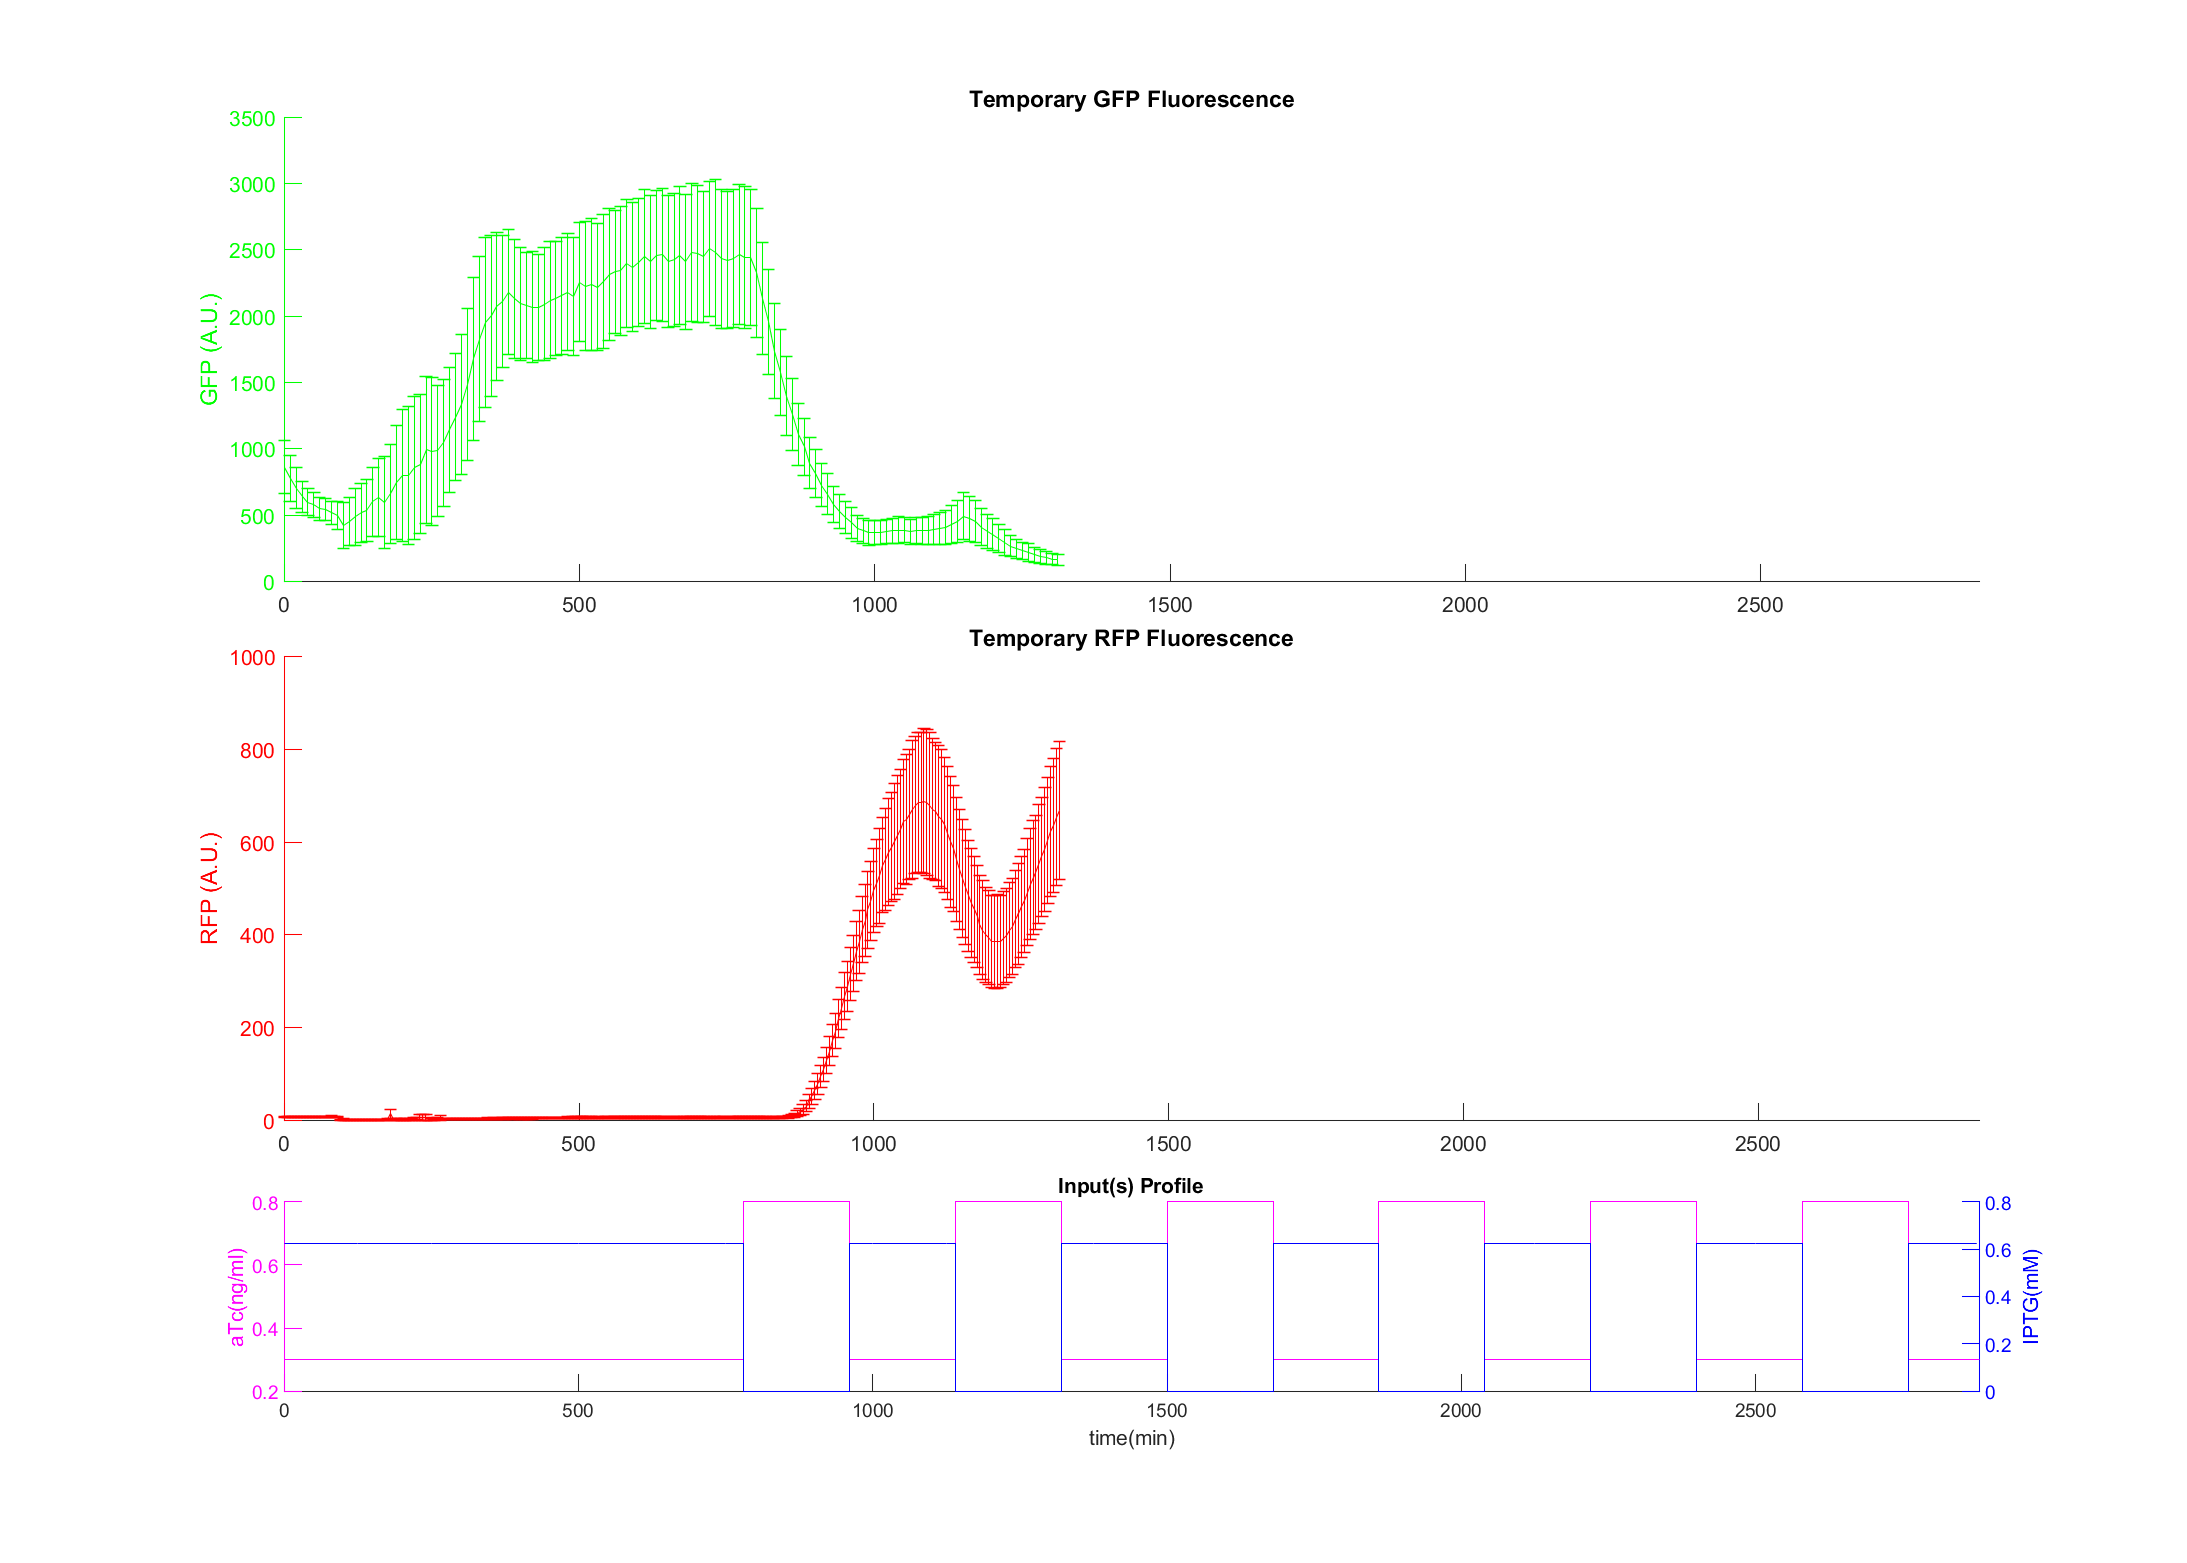 Temporary GFP Fluorescence
3500
3000
2500
2000
1500
1000
500
0
GFP (A.U.)
0 500 1000 1500 2000 2500
Temporary RFP Fluorescence
1000
800
600
400
200
0
RFP (A.U.)
0 500 1000 1500 2000 2500
Input(s) Profile
0.8
0.6
0.4
0.2
aTc(ng/ml)
0.8
0.6
0.4
0.2
0
IPTG(mM)
0 500 1000 1500 2000 2500
time(min)